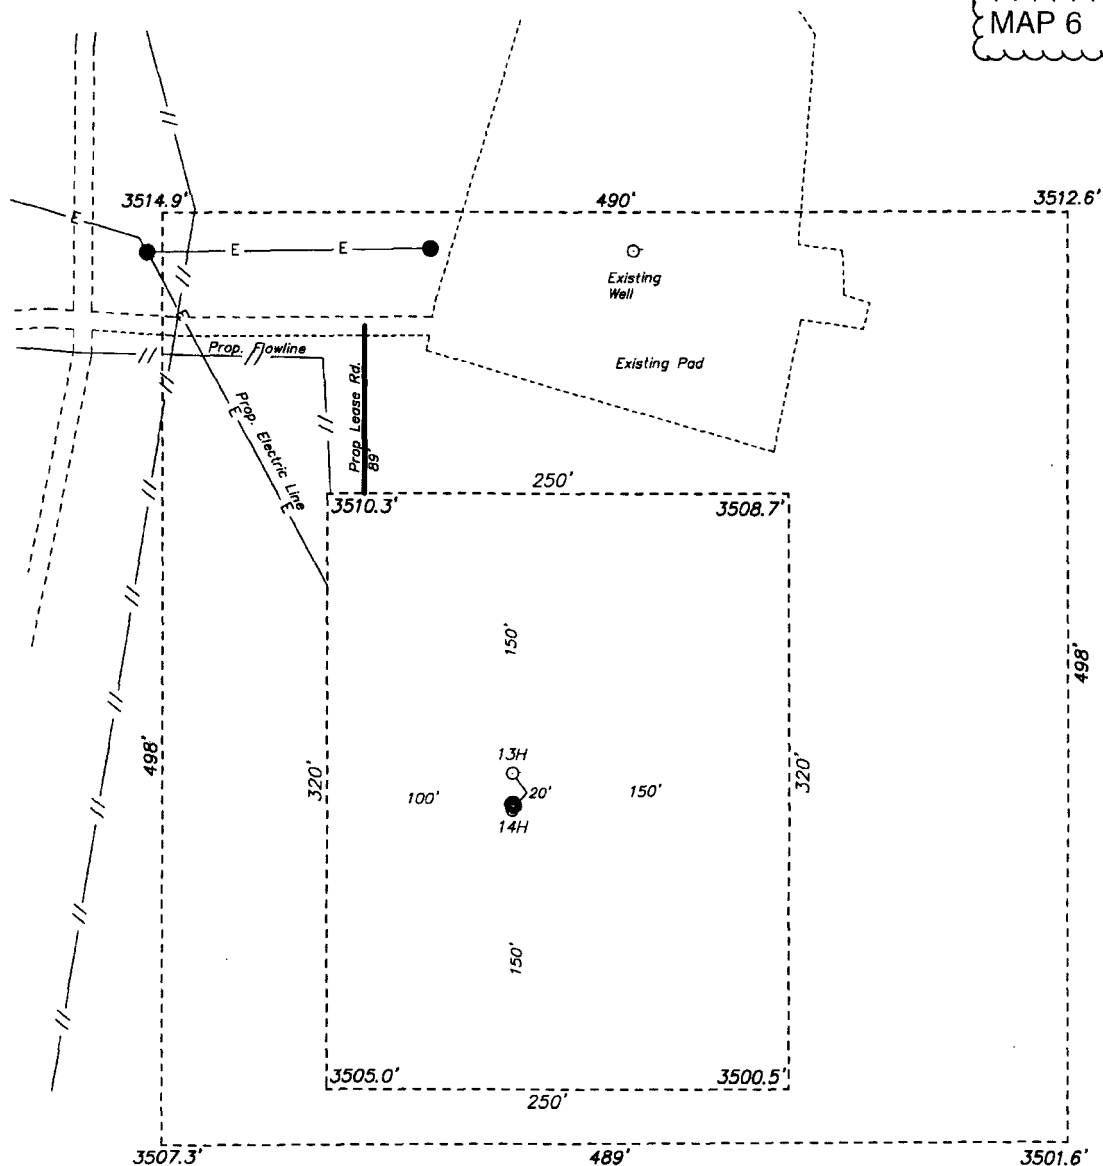 MAP 6
3514.9'
490'
3512.6'
E
E
E
Existing
Well
E
Prop. Flowline
Existing Pad
Prop Lease Rd.
89'
Prop. Electric Line
E
E
250'
3510.3'
3508.7'
150'
498'
498'
13H
320'
100'
20'
150'
320'
14H
150'
3505.0'
3500.5'
250'
3507.3'
489'
3501.6'